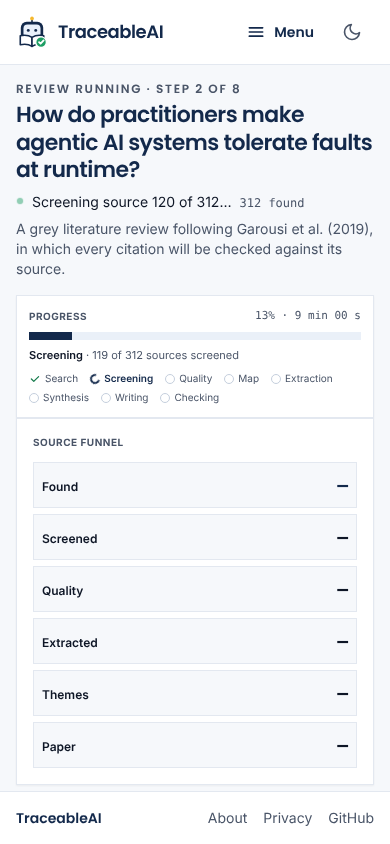 TraceableAI
Menu
REVIEW RUNNING · STEP 2 OF 8
How do practitioners make
agentic AI systems tolerate faults
at runtime?
Screening source 120 of 312... 312 found
A grey literature review following Garousi et al. (2019),
in which every citation will be checked against its
source.
PROGRESS 13% · 9 min 00 s
Screening · 119 of 312 sources screened
Search Screening Quality Map Extraction
Synthesis Writing Checking
SOURCE FUNNEL
Found —
Screened —
Quality —
Extracted —
Themes —
Paper —
TraceableAI About Privacy GitHub